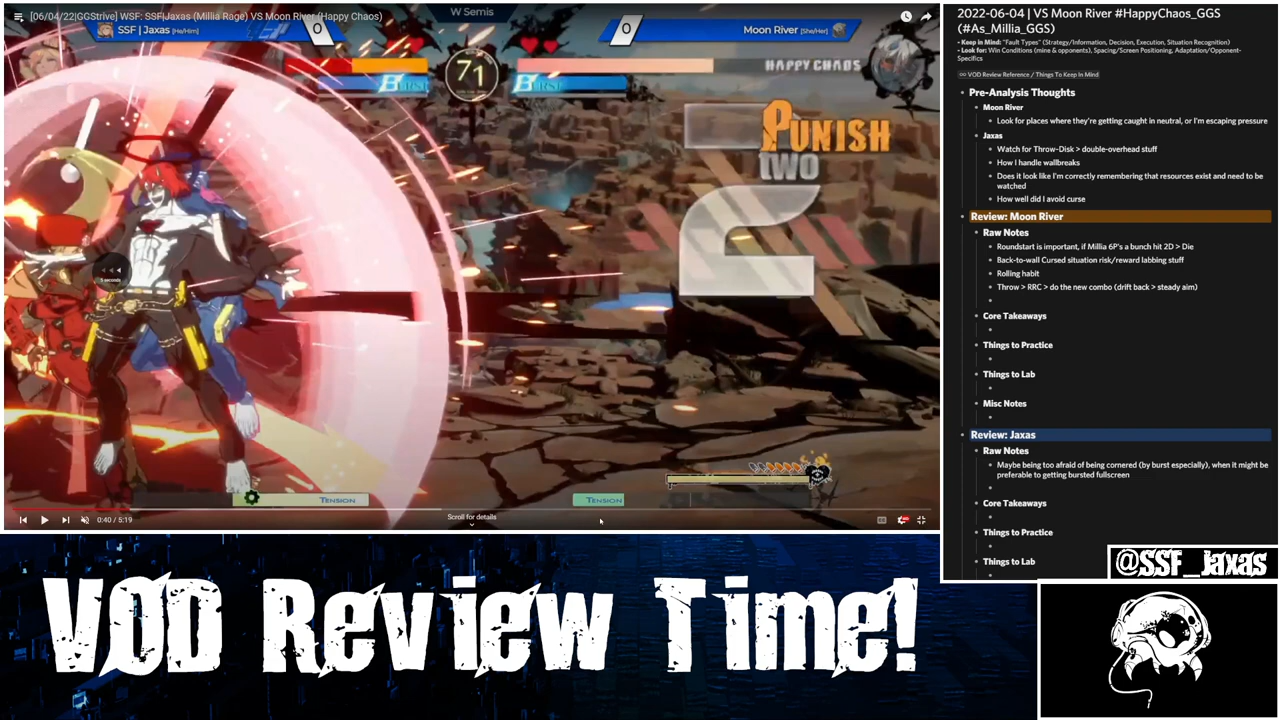 [06/04/22|GGStrive] WSF: SSF|Jaxas (Millia Rage) VS Moon River (Happy Chaos)
W Semis
SSF | Jaxas [He/Him]
0
0
Moon River [She/Her]
71
BURST
BURST
HAPPY CHAOS
PUNISH
TWO
2
5 seconds
TENSION
TENSION
0:40 / 5:19
Scroll for details
2022-06-04 | VS Moon River #HappyChaos_GGS
(#As_Millia_GGS)
- Keep in Mind: "Fault Types" (Strategy/Information, Decision, Execution, Situation Recognition)
- Look for: Win Conditions (mine & opponents), Spacing/Screen Positioning, Adaptation/Opponent-
Specifics
VOD Review Reference / Things To Keep In Mind
Pre-Analysis Thoughts
Moon River
Look for places where they're getting caught in neutral, or I'm escaping pressure
Jaxas
Watch for Throw-Disk > double-overhead stuff
How I handle wallbreaks
Does it look like I'm correctly remembering that resources exist and need to be
watched
How well did I avoid curse
Review: Moon River
Raw Notes
Roundstart is important, if Millia 6P's a bunch hit 2D > Die
Back-to-wall Cursed situation risk/reward labbing stuff
Rolling habit
Throw > RRC > do the new combo (drift back > steady aim)
Core Takeaways
Things to Practice
Things to Lab
Misc Notes
Review: Jaxas
Raw Notes
Maybe being too afraid of being cornered (by burst especially), when it might be
preferable to getting bursted fullscreen
Core Takeaways
Things to Practice
Things to Lab
@SSF_Jaxas
VOD Review Time!